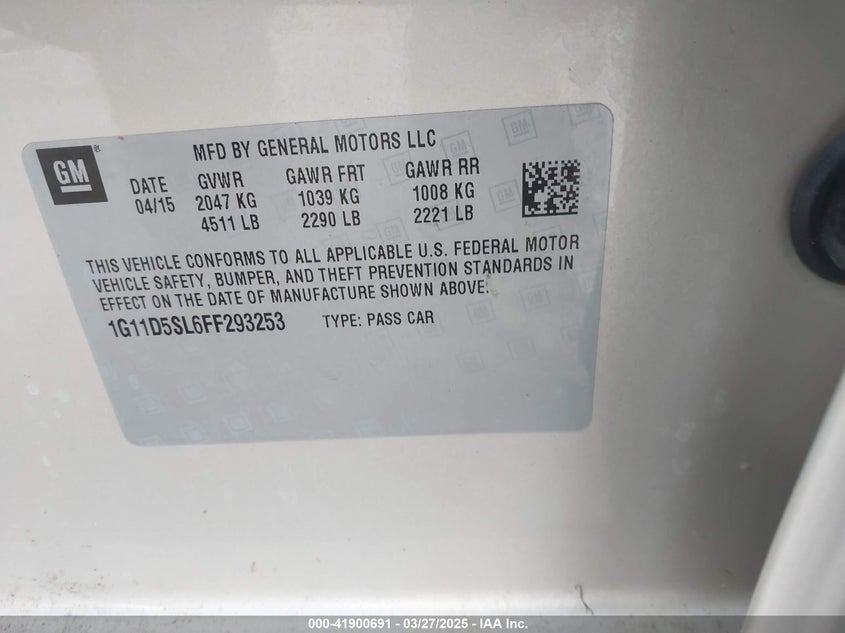 GM
MFD BY GENERAL MOTORS LLC
DATE GVWR GAWR FRT GAWR RR
04/15 2047 KG 1039 KG 1008 KG
4511 LB 2290 LB 2221 LB
THIS VEHICLE CONFORMS TO ALL APPLICABLE U.S. FEDERAL MOTOR
VEHICLE SAFETY, BUMPER, AND THEFT PREVENTION STANDARDS IN
EFFECT ON THE DATE OF MANUFACTURE SHOWN ABOVE.
1G11D5SL6FF293253 TYPE: PASS CAR
000-41900691 - 03/27/2025 - IAA Inc.